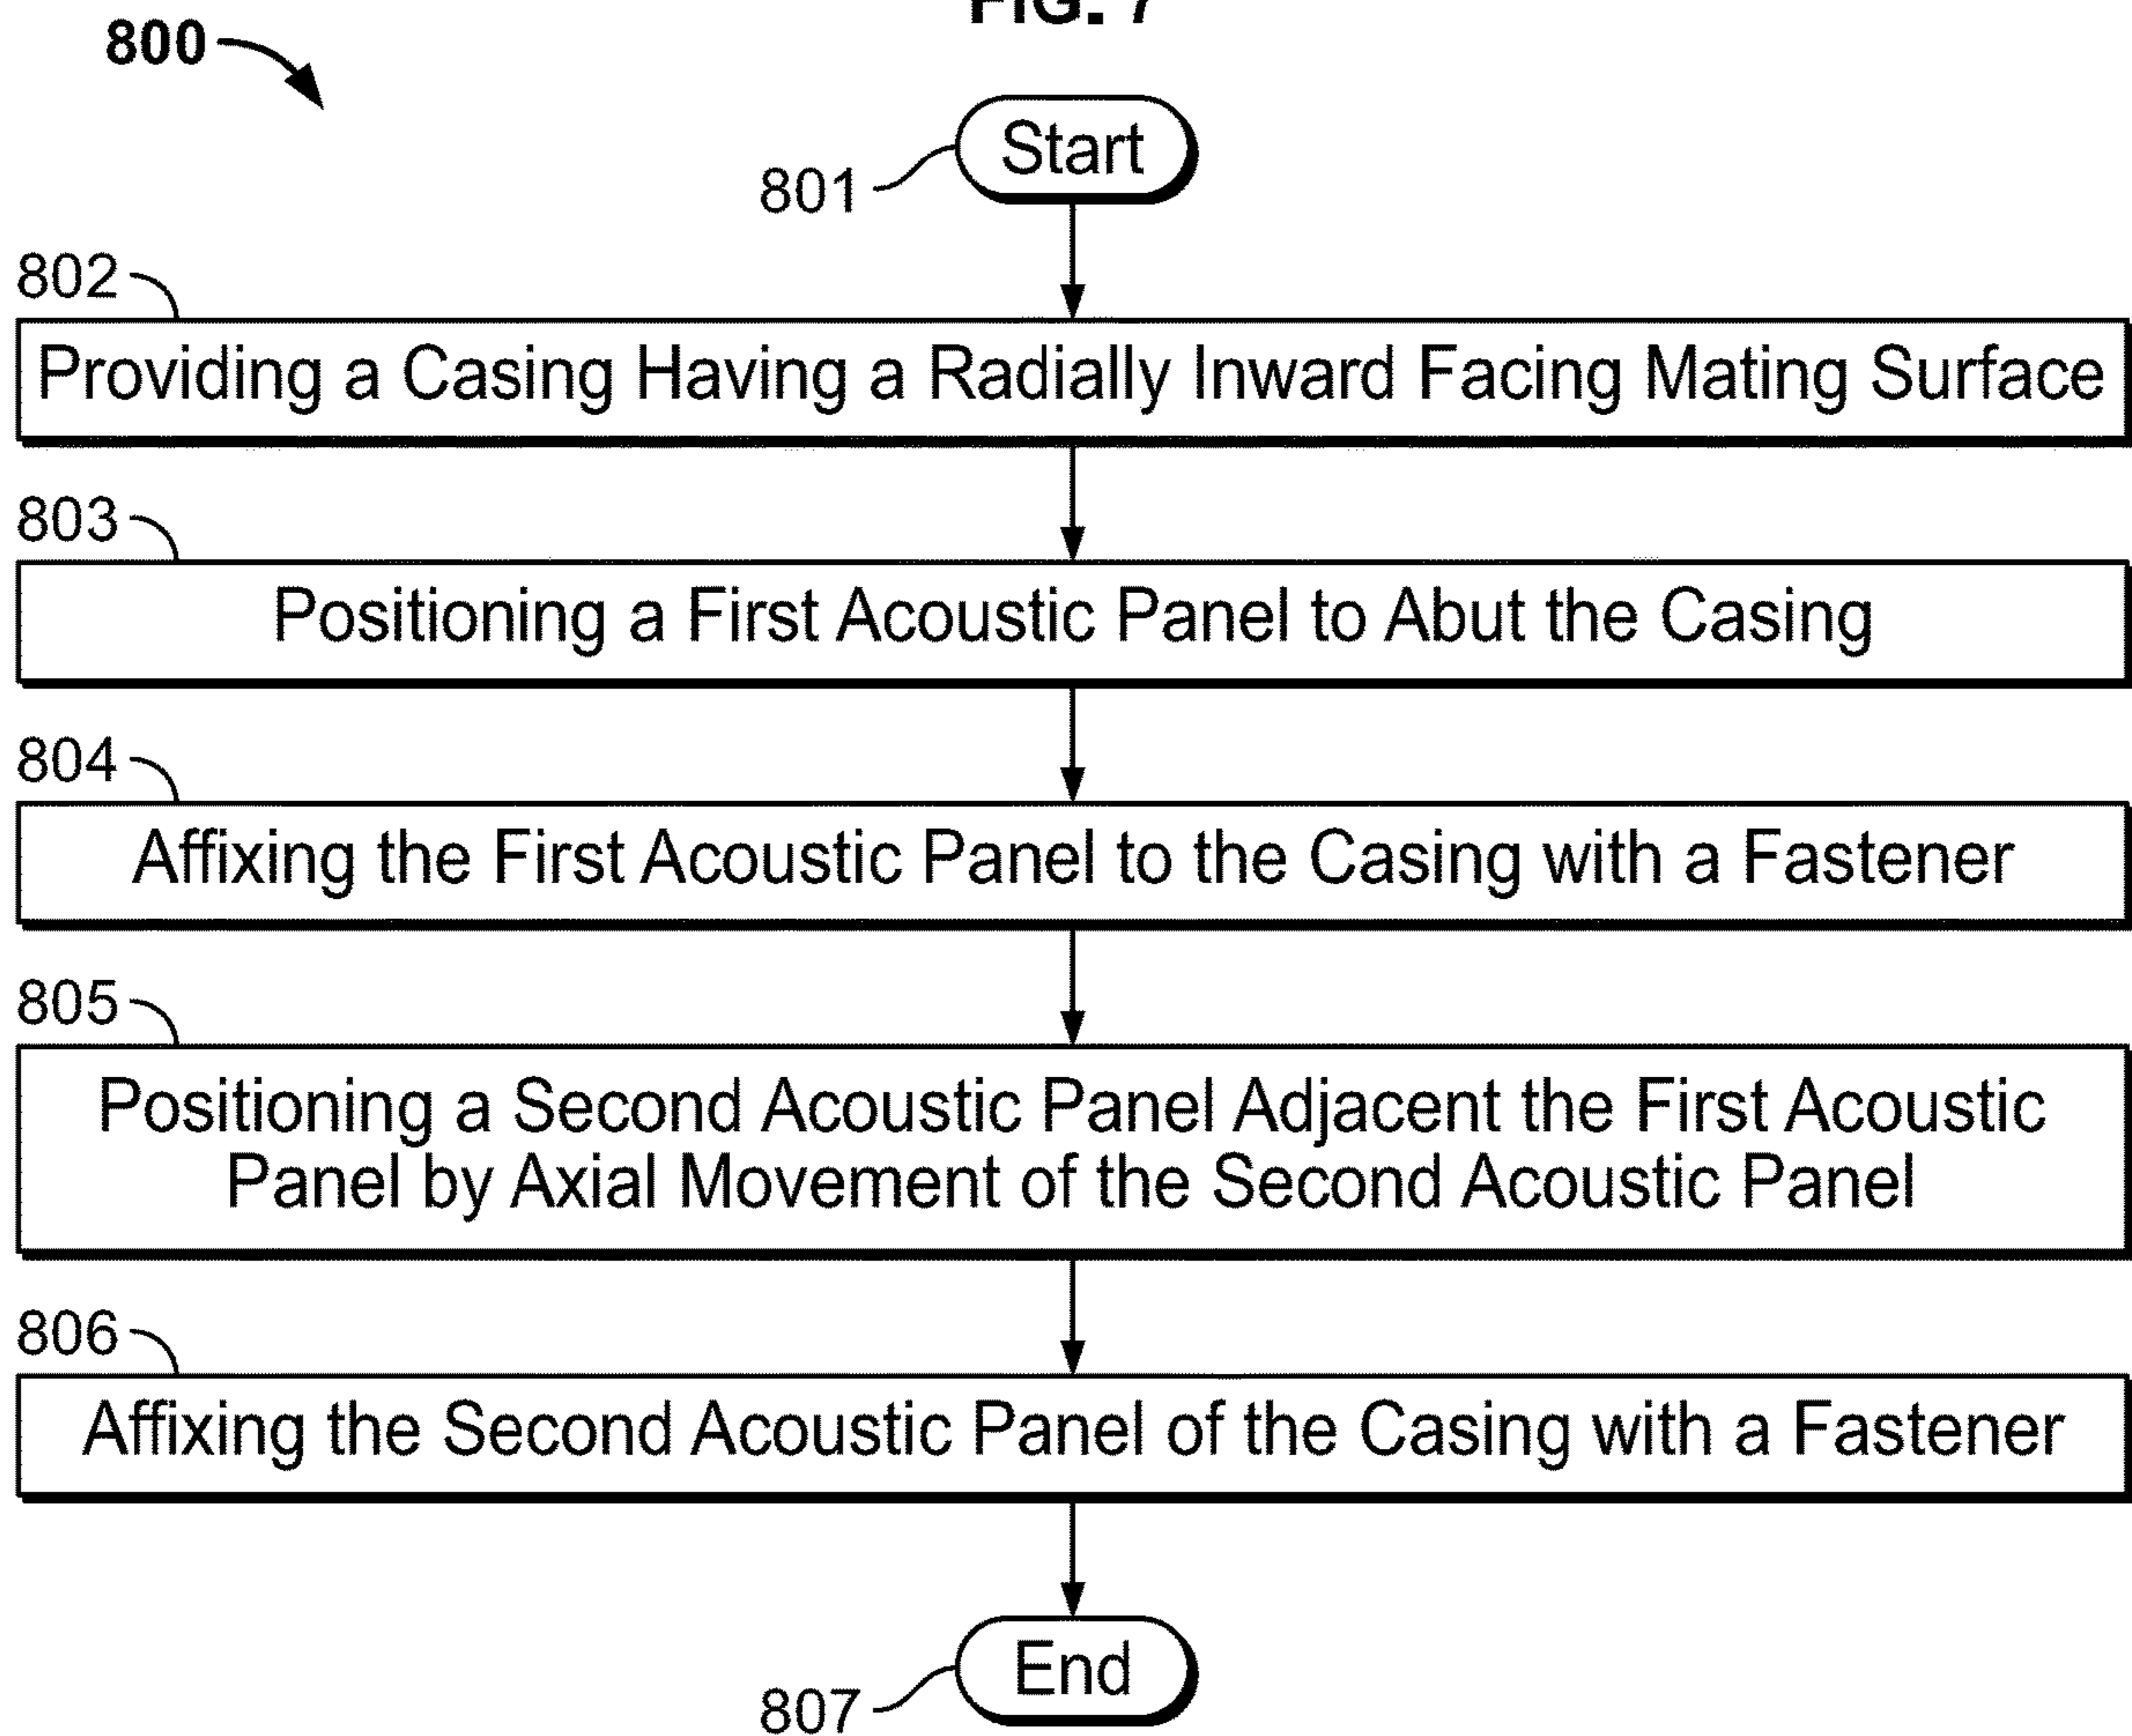 FIG. 7
800
Start
801
802
Providing a Casing Having a Radially Inward Facing Mating Surface
803
Positioning a First Acoustic Panel to Abut the Casing
804
Affixing the First Acoustic Panel to the Casing with a Fastener
805
Positioning a Second Acoustic Panel Adjacent the First Acoustic
Panel by Axial Movement of the Second Acoustic Panel
806
Affixing the Second Acoustic Panel of the Casing with a Fastener
End
807